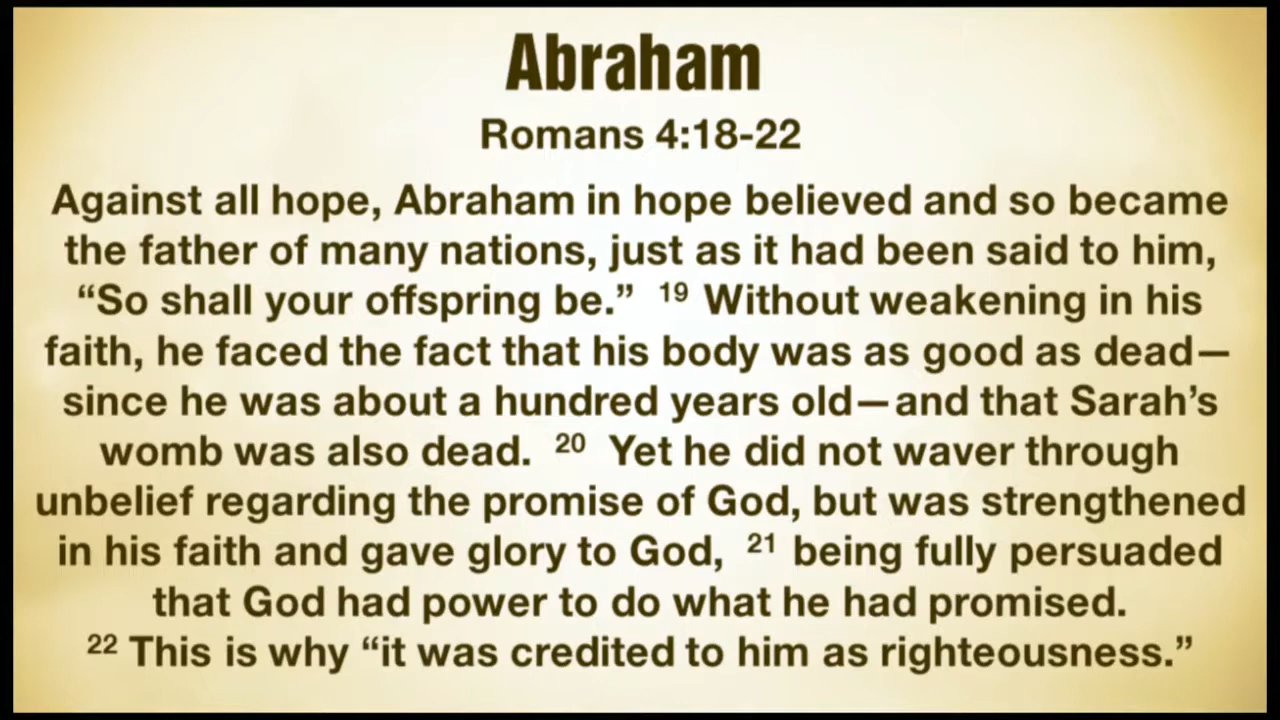 Abraham
Romans 4:18-22
Against all hope, Abraham in hope believed and so became
the father of many nations, just as it had been said to him,
“So shall your offspring be.” 19 Without weakening in his
faith, he faced the fact that his body was as good as dead—
since he was about a hundred years old—and that Sarah’s
womb was also dead. 20 Yet he did not waver through
unbelief regarding the promise of God, but was strengthened
in his faith and gave glory to God, 21 being fully persuaded
that God had power to do what he had promised.
22 This is why “it was credited to him as righteousness.”